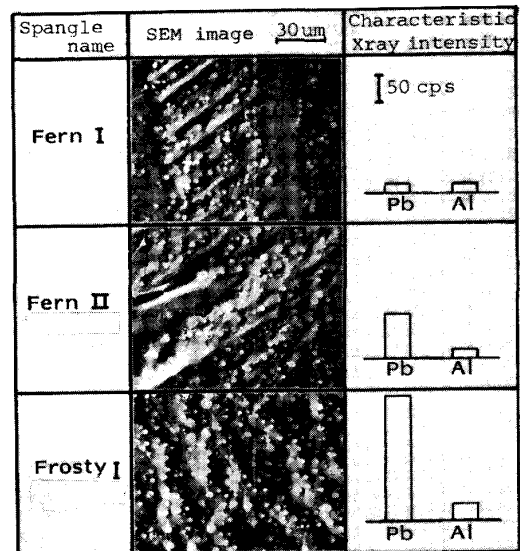 Spangle name
SEM image 30um
Characteristic Xray intensity
Fern I
50 cps
Pb Al
Fern II
Pb Al
Frosty I
Pb Al